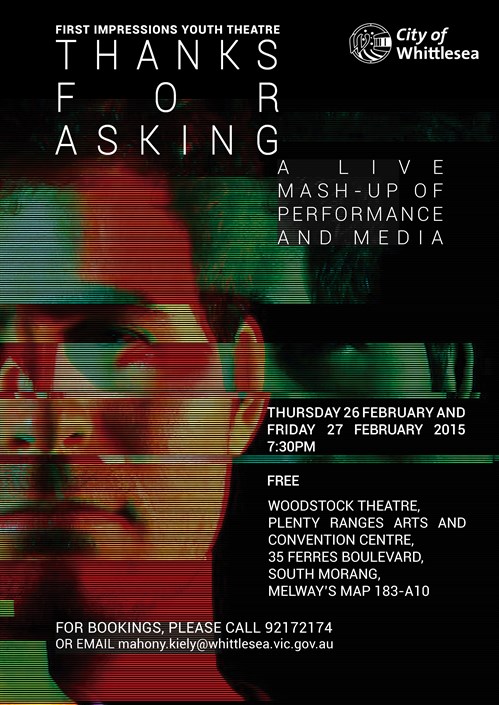 FIRST IMPRESSIONS YOUTH THEATRE
THANKS
FOR
ASKING
City of
Whittlesea
A LIVE
MASH-UP OF
PERFORMANCE
AND MEDIA
THURSDAY 26 FEBRUARY AND
FRIDAY 27 FEBRUARY 2015
7:30PM
FREE
WOODSTOCK THEATRE,
PLENTY RANGES ARTS AND
CONVENTION CENTRE,
35 FERRES BOULEVARD,
SOUTH MORANG,
MELWAY'S MAP 183-A10
FOR BOOKINGS, PLEASE CALL 92172174
OR EMAIL mahony.kiely@whittlesea.vic.gov.au